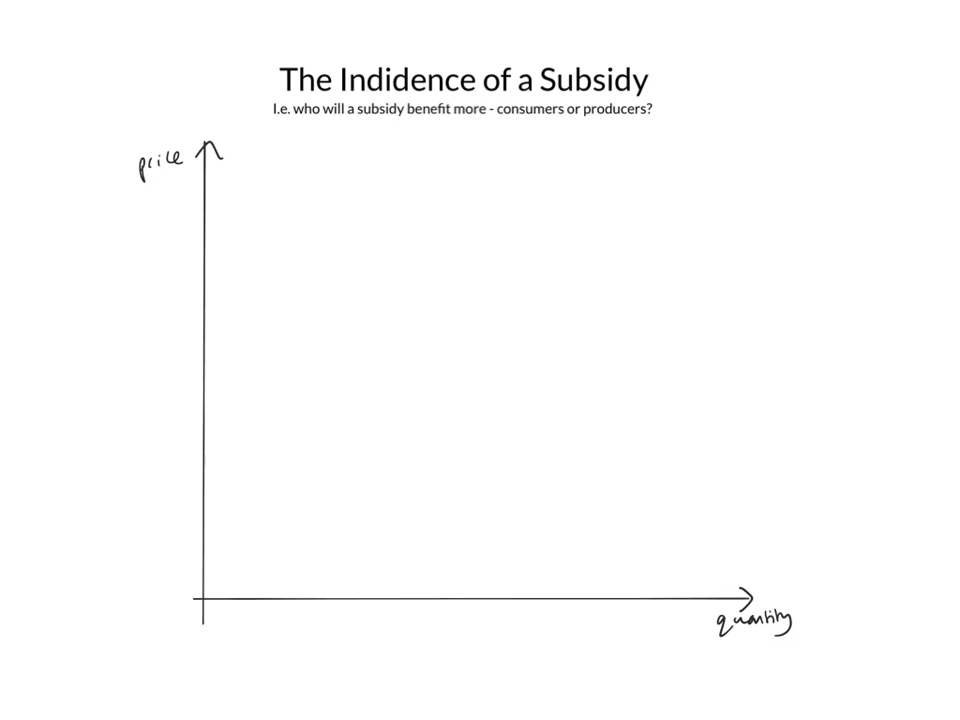 The Indidence of a Subsidy
I.e. who will a subsidy benefit more - consumers or producers?
price
quantity